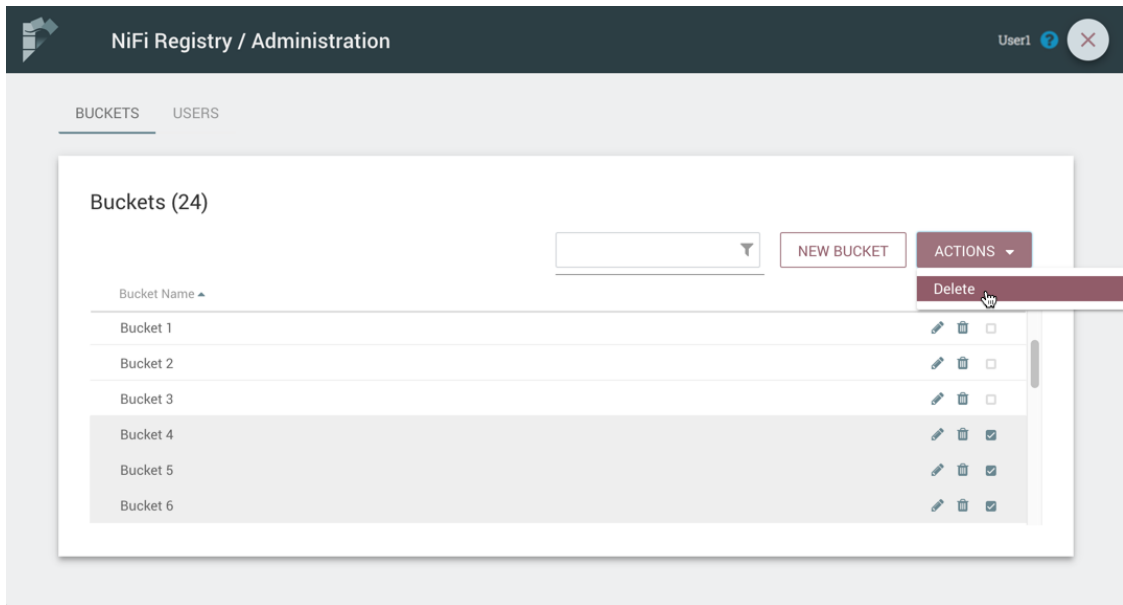 NiFi Registry / Administration
User1
BUCKETS USERS
Buckets (24)
NEW BUCKET ACTIONS
Delete
Bucket Name
Bucket 1
Bucket 2
Bucket 3
Bucket 4
Bucket 5
Bucket 6